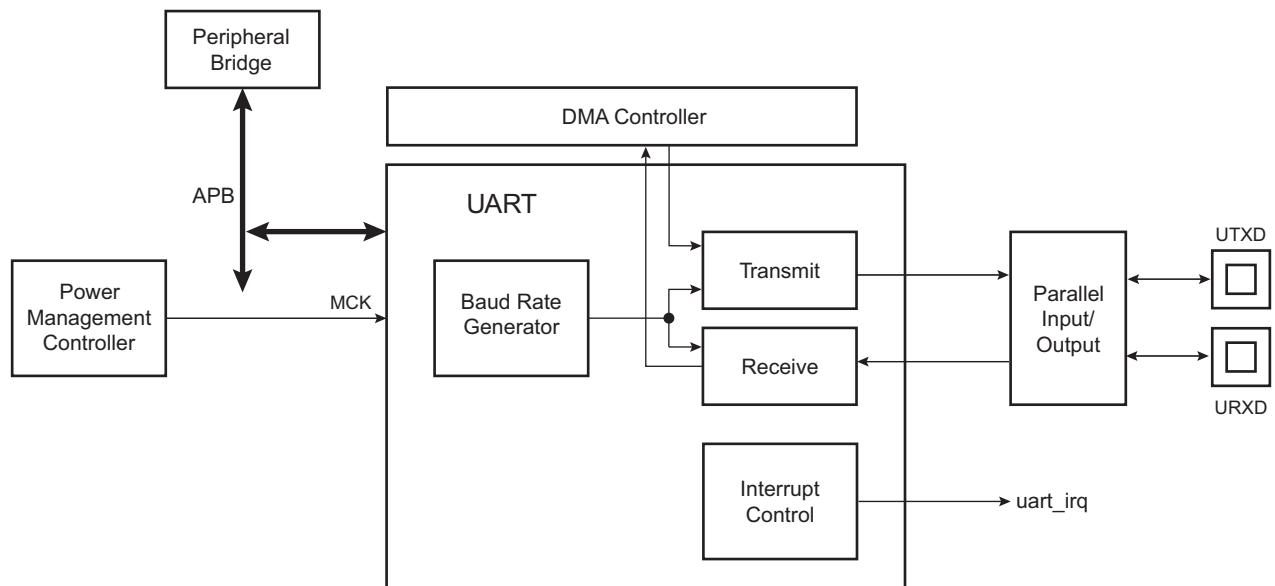 Peripheral
Bridge
DMA Controller
APB
UART
UTXD
Transmit
Power
Management
Controller
MCK
Baud Rate
Generator
Parallel
Input/
Output
Receive
URXD
Interrupt
Control
uart_irq